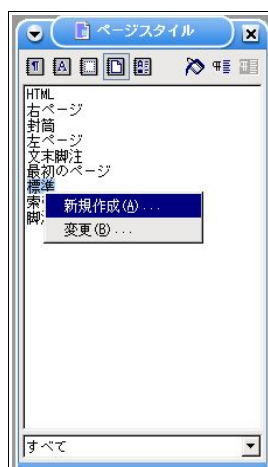 ページスタイル
HTML
右ページ
封筒
左ページ
文末脚注
最初のページ
標準
索
新規作成(A)...
脚
変更(B)...
すべて